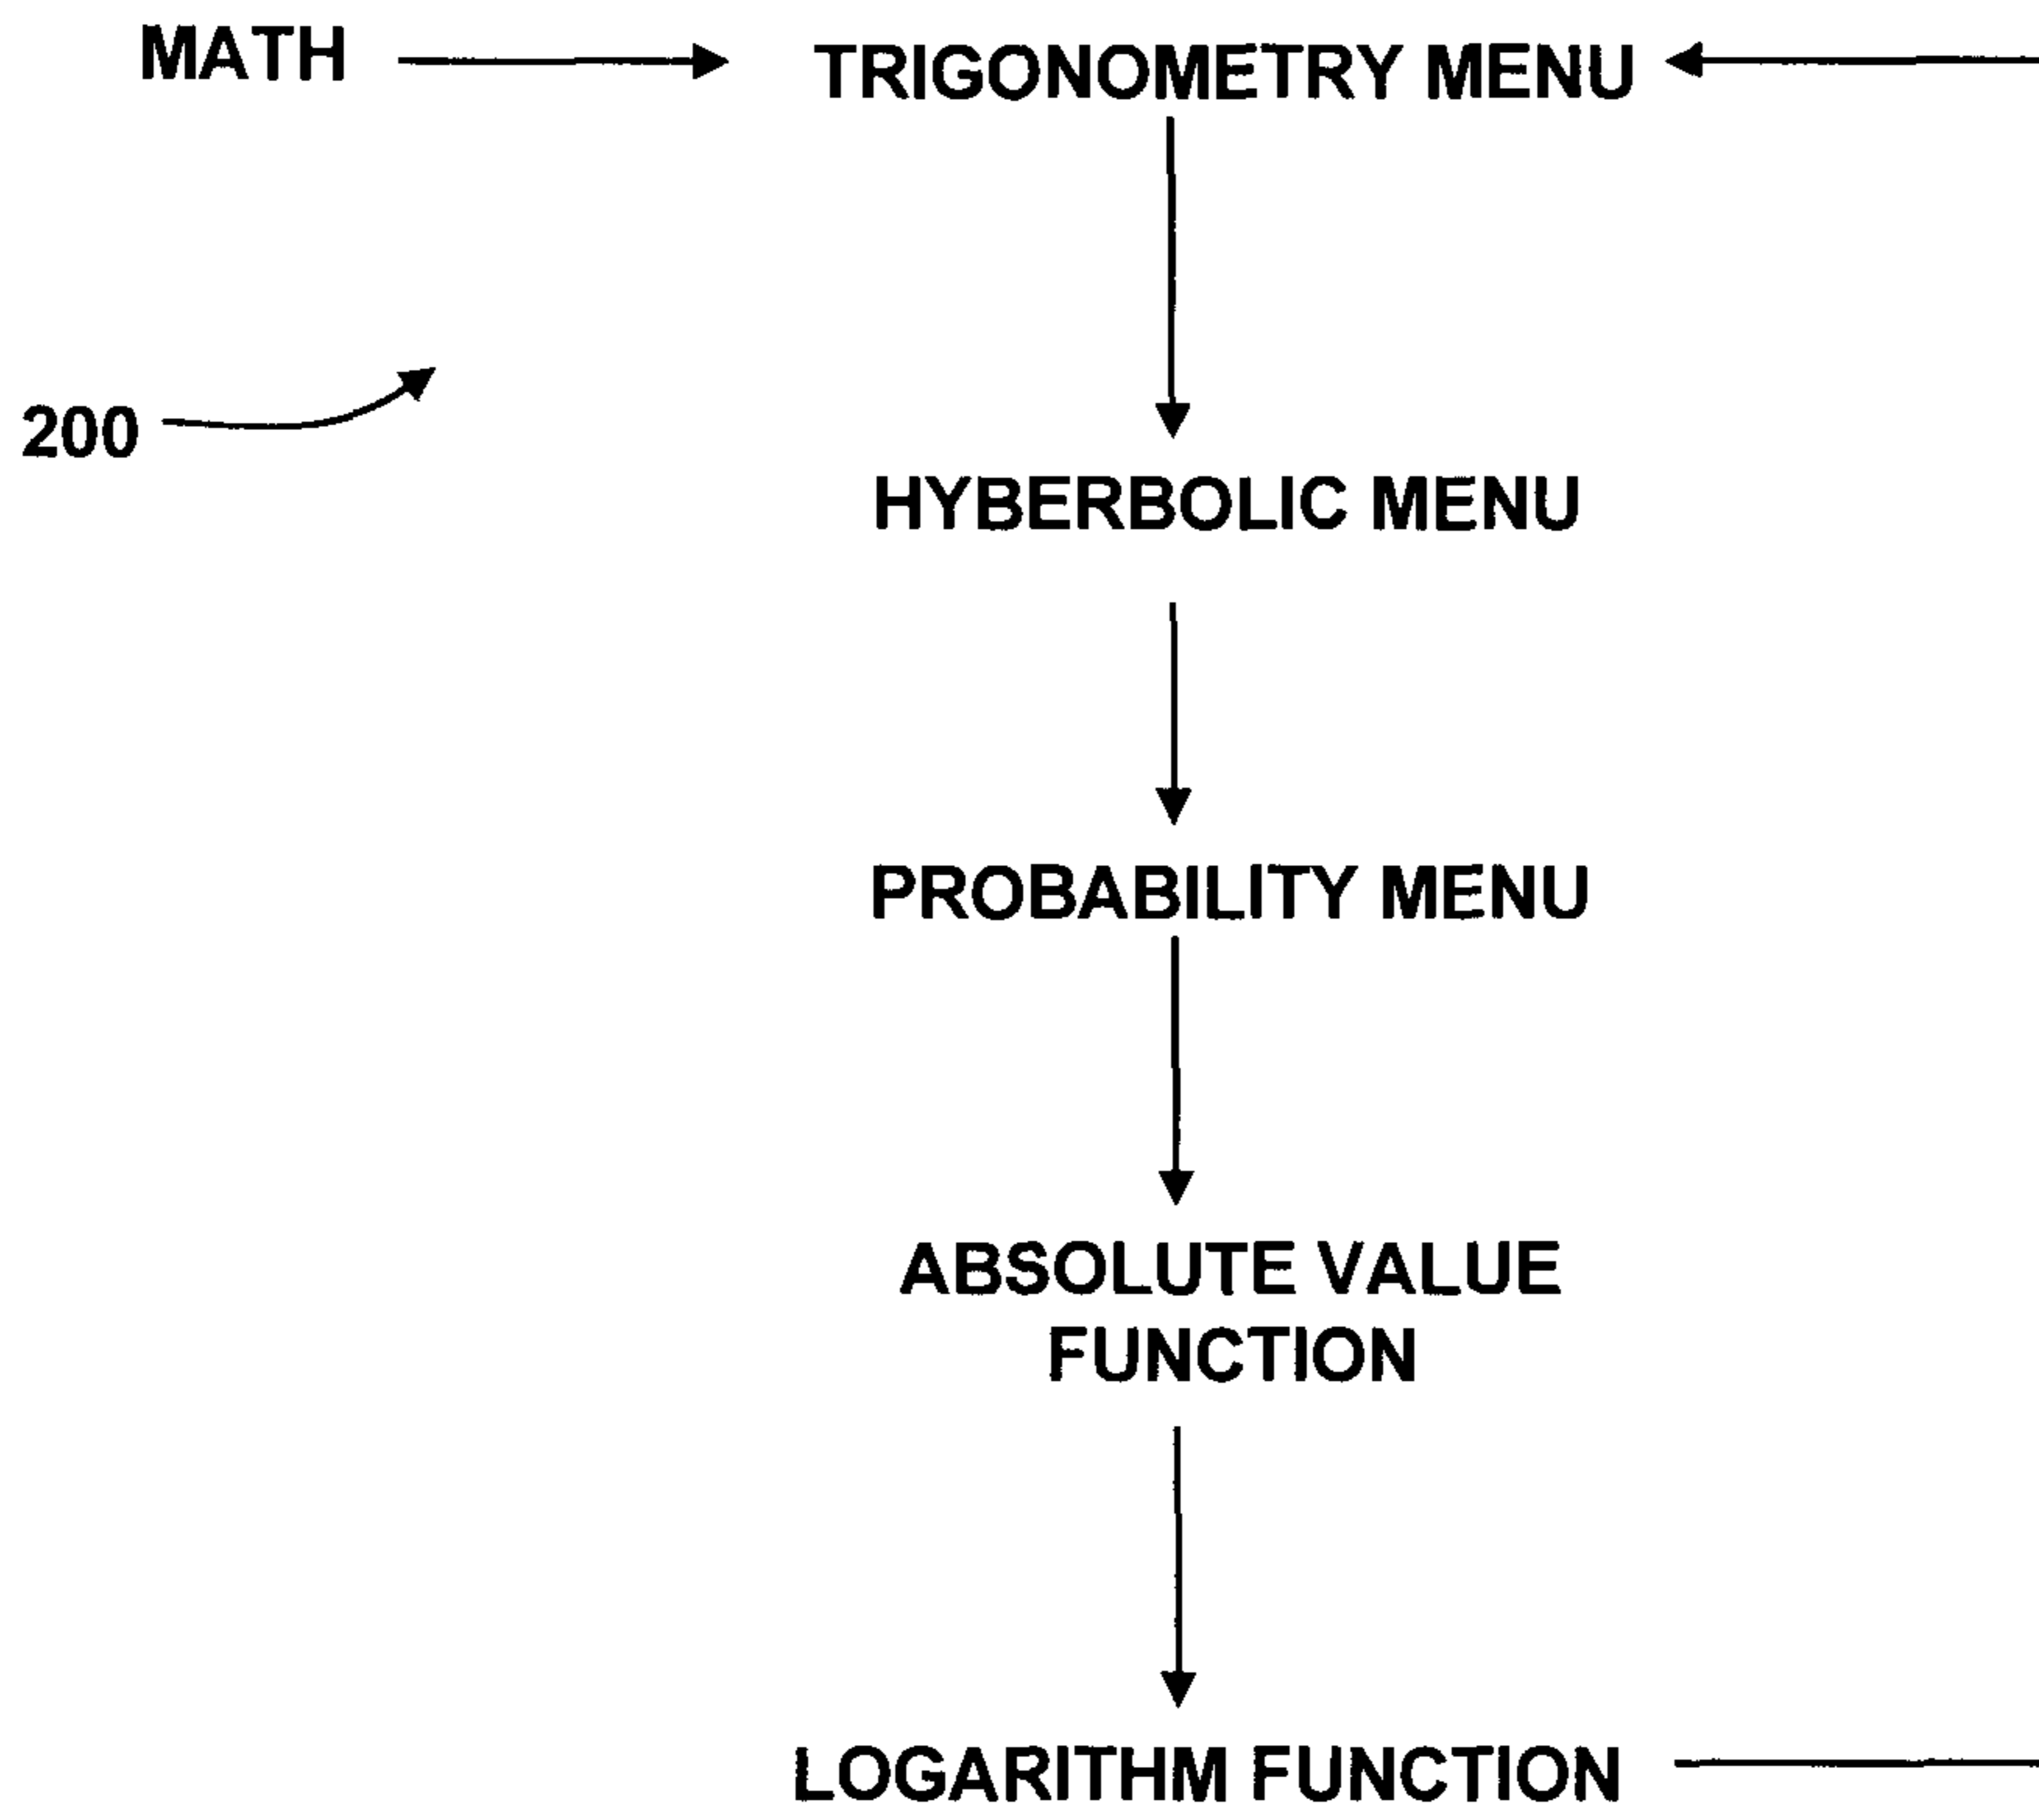 MATH
TRIGONOMETRY MENU
200
HYBERBOLIC MENU
PROBABILITY MENU
ABSOLUTE VALUE
FUNCTION
LOGARITHM FUNCTION